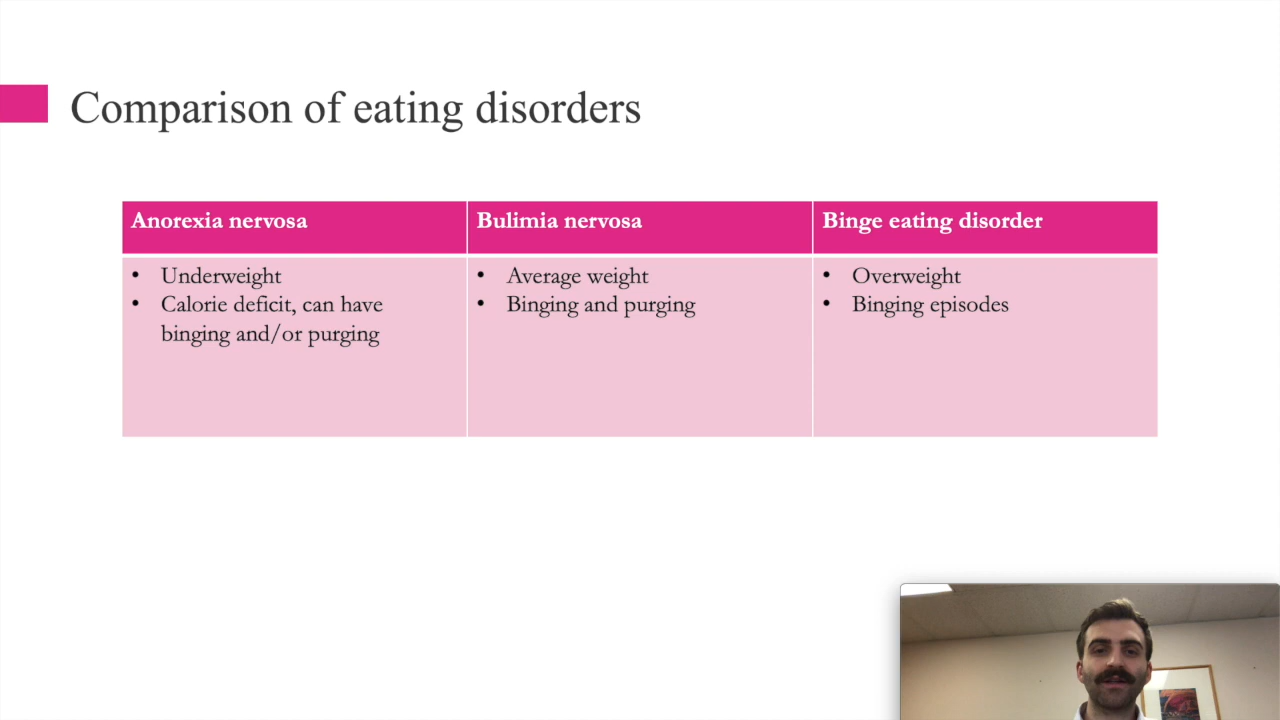 Comparison of eating disorders
Anorexia nervosa
Bulimia nervosa
Binge eating disorder
• Underweight
• Calorie deficit, can have
binging and/or purging
• Average weight
• Binging and purging
• Overweight
• Binging episodes